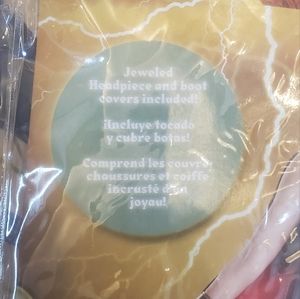 Jeweled
Headpiece and boot
covers included!
¡Incluye tocado
y cubre botas!
Comprend les couvre-
chaussures et coiffe
incrusté d'un
joyau!